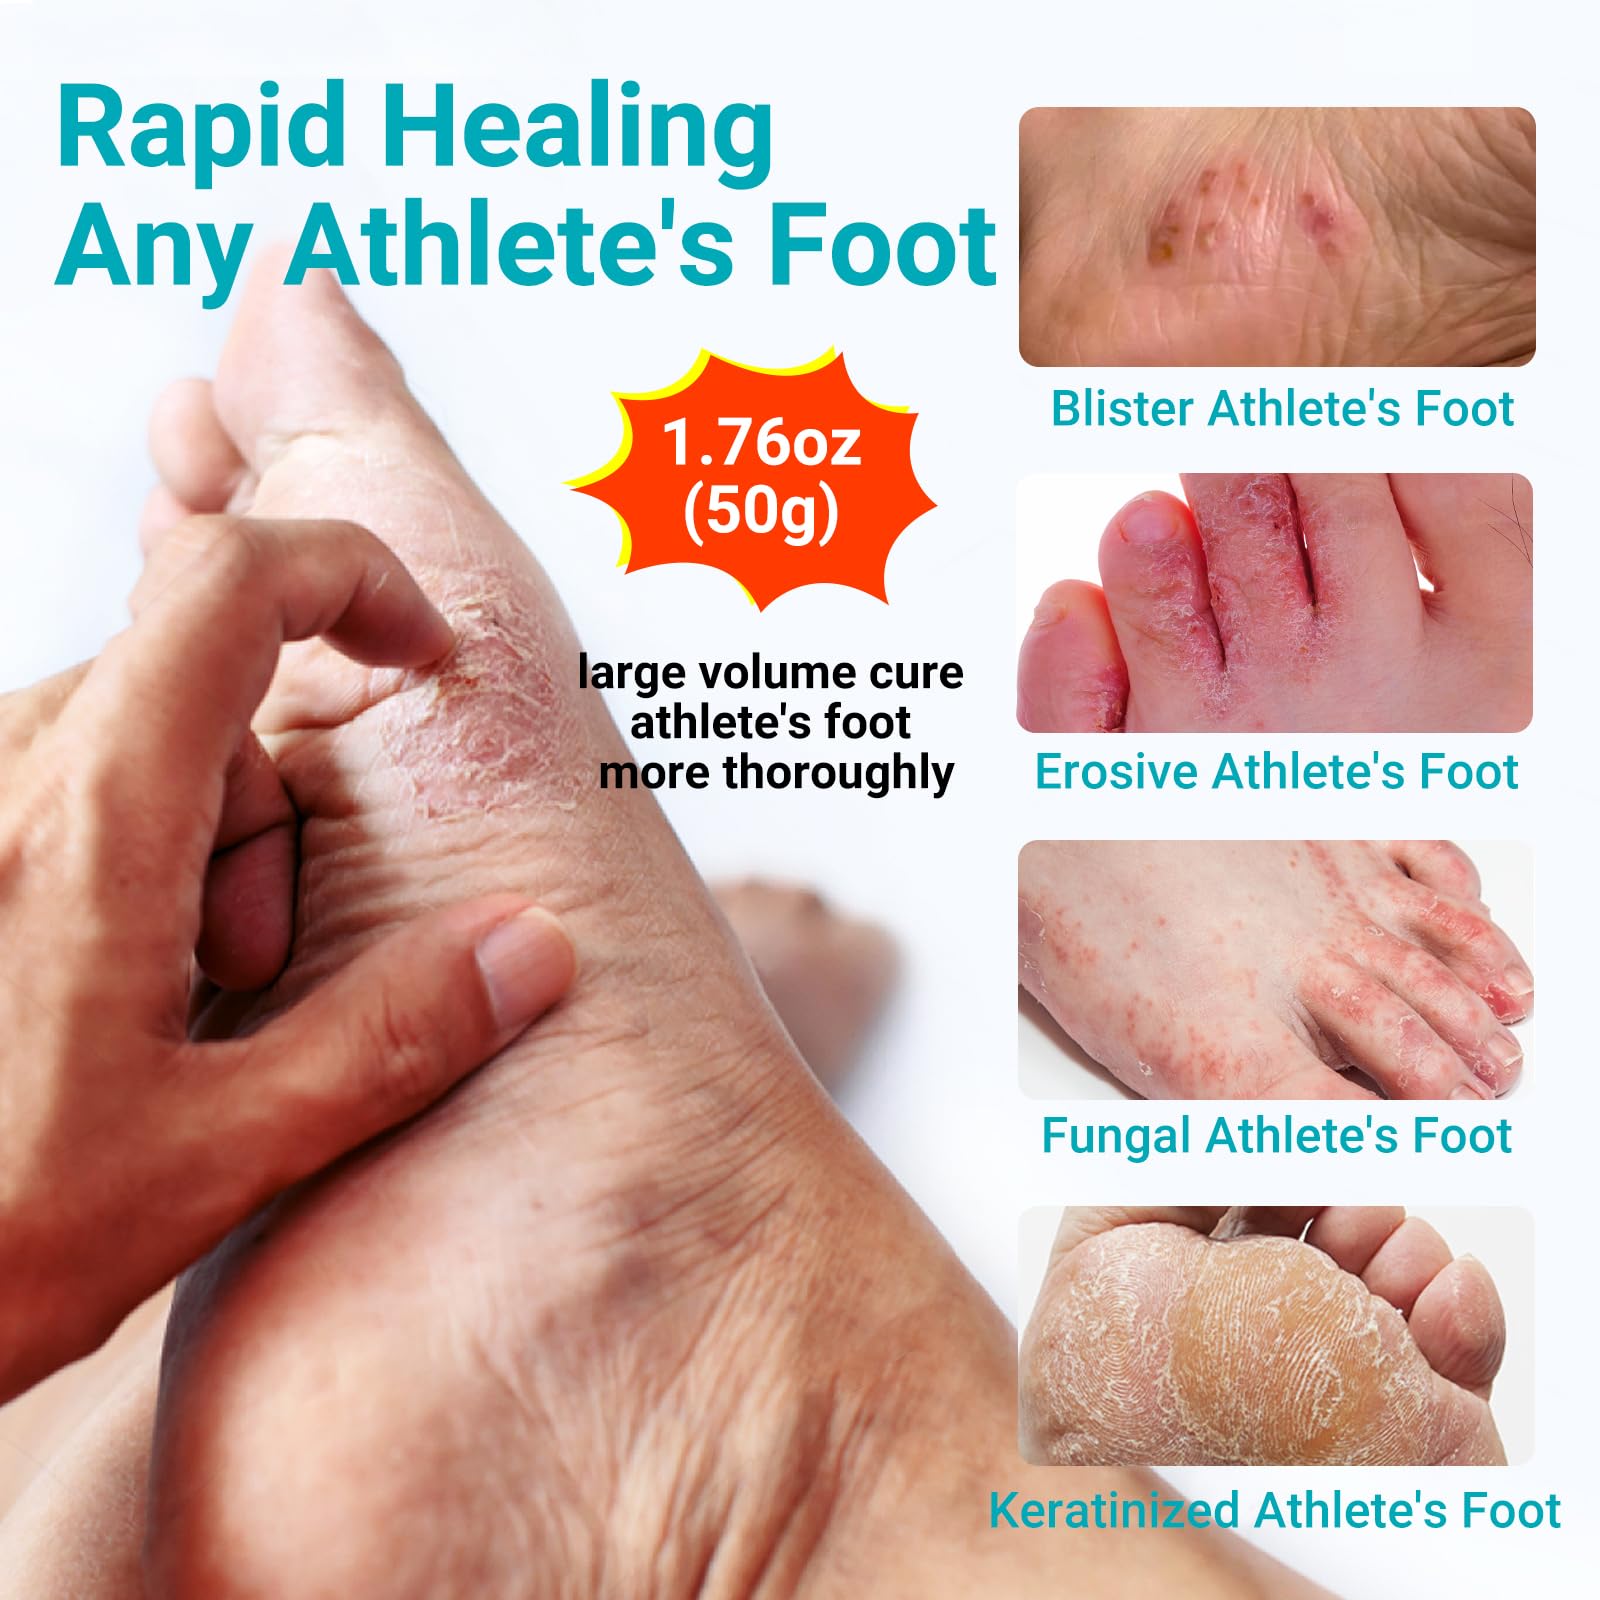 Rapid Healing
Any Athlete's Foot
1.76oz
(50g)
large volume cure
athlete's foot
more thoroughly
Blister Athlete's Foot
Erosive Athlete's Foot
Fungal Athlete's Foot
Keratinized Athlete's Foot